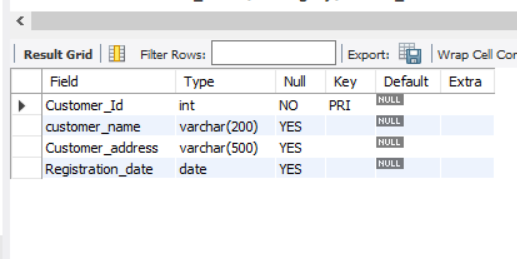 Result Grid Filter Rows: Export: Wrap Cell Con
Field Type Null Key Default Extra
Customer_Id int NO PRI NULL
customer_name varchar(200) YES NULL
Customer_address varchar(500) YES NULL
Registration_date date YES NULL